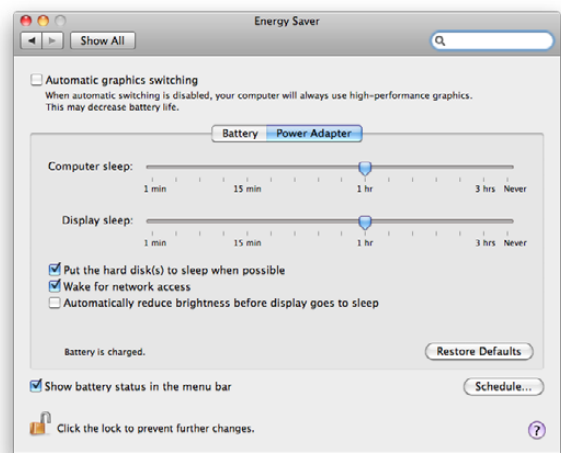 Energy Saver
Show All
Automatic graphics switching
When automatic switching is disabled, your computer will always use high-performance graphics.
This may decrease battery life.
Battery Power Adapter
Computer sleep:
1 min 15 min 1 hr 3 hrs Never
Display sleep:
1 min 15 min 1 hr 3 hrs Never
Put the hard disk(s) to sleep when possible
Wake for network access
Automatically reduce brightness before display goes to sleep
Battery is charged. Restore Defaults
Show battery status in the menu bar Schedule...
Click the lock to prevent further changes. ?